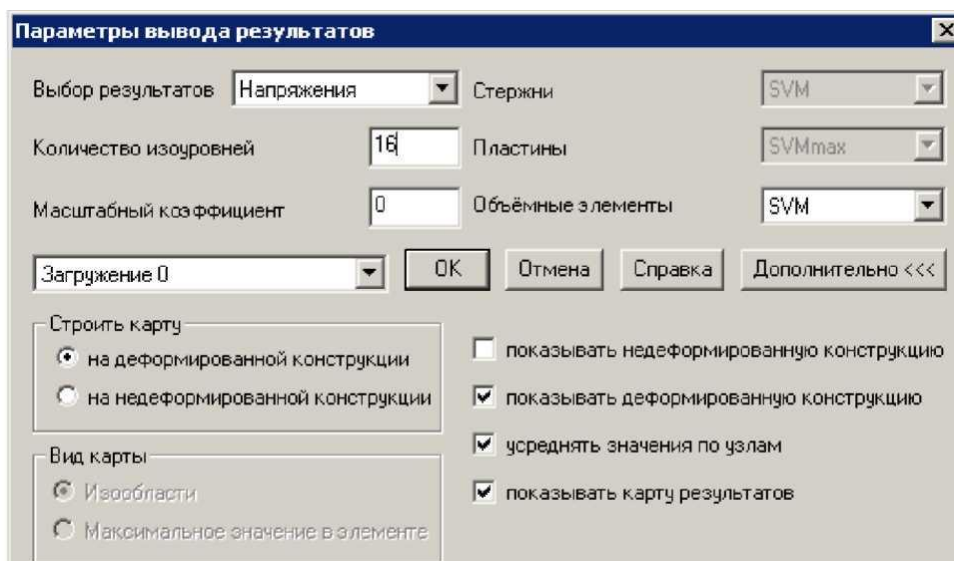 Параметры вывода результатов
Выбор результатов Напряжения Стержни SVM
Количество изоуровней 16 Пластины SVMmax
Масштабный коэффициент 0 Объёмные элементы SVM
Загружение 0 OK Отмена Справка Дополнительно <<<
Строить карту
на деформированной конструкции
на недеформированной конструкции
показывать недеформированную конструкцию
показывать деформированную конструкцию
Вид карты
Изообласти
Максимальное значение в элементе
усреднять значения по узлам
показывать карту результатов